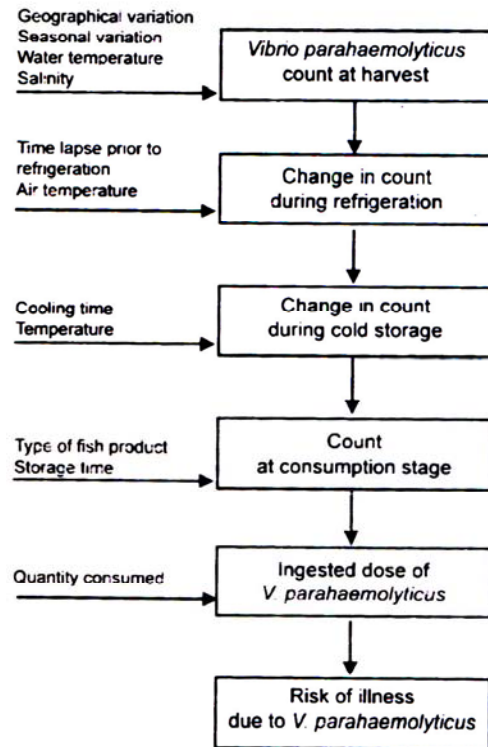 Geographical variation
Seasonal variation
Water temperature
Salinity
Vibrio parahaemolyticus
count at harvest
Time lapse prior to
refrigeration
Air temperature
Change in count
during refrigeration
Cooling time
Temperature
Change in count
during cold storage
Type of fish product
Storage time
Count
at consumption stage
Quantity consumed
Ingested dose of
V. parahaemolyticus
Risk of illness
due to V. parahaemolyticus